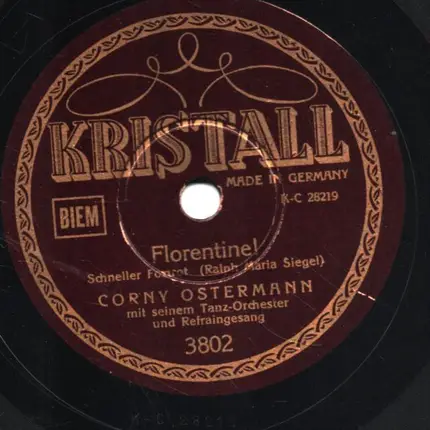 KRISTALL
MADE IN GERMANY
K-C 28219
BIEM
Florentine!
Schneller Foxtrot (Ralph Maria Siegel)
CORNY OSTERMANN
mit seinem Tanz-Orchester
und Refraingesang
3802